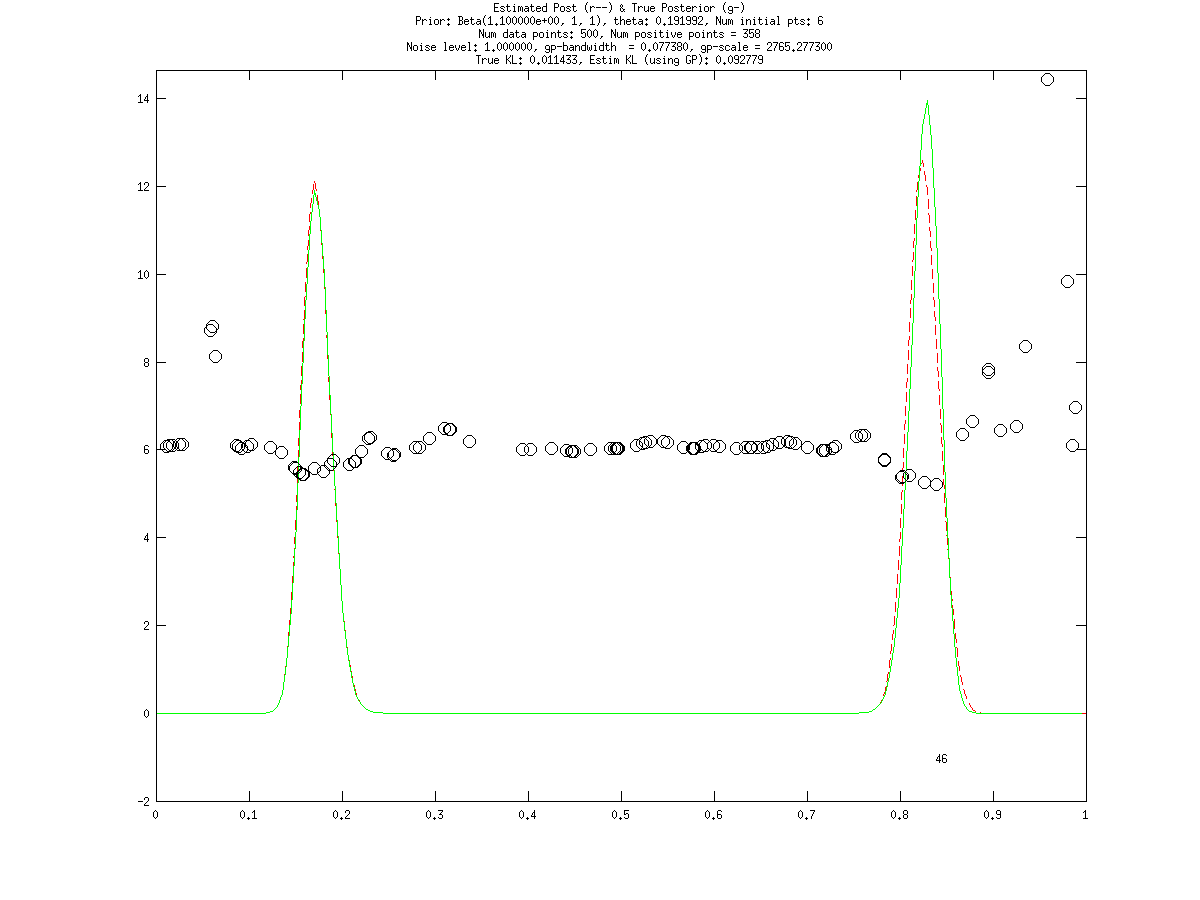 Estimated Post (r--) & True Posterior (g-)
Prior: Beta(1.100000e+00, 1, 1), theta: 0.191992, Num initial pts: 6
Num data points: 500, Num positive points = 358
Noise level: 1.000000, gp-bandwidth  = 0.077380, gp-scale = 2765.277300
True KL: 0.011433, Estim KL (using GP): 0.092779
14
12
10
8
6
4
2
0
-2
46
0 0.1 0.2 0.3 0.4 0.5 0.6 0.7 0.8 0.9 1